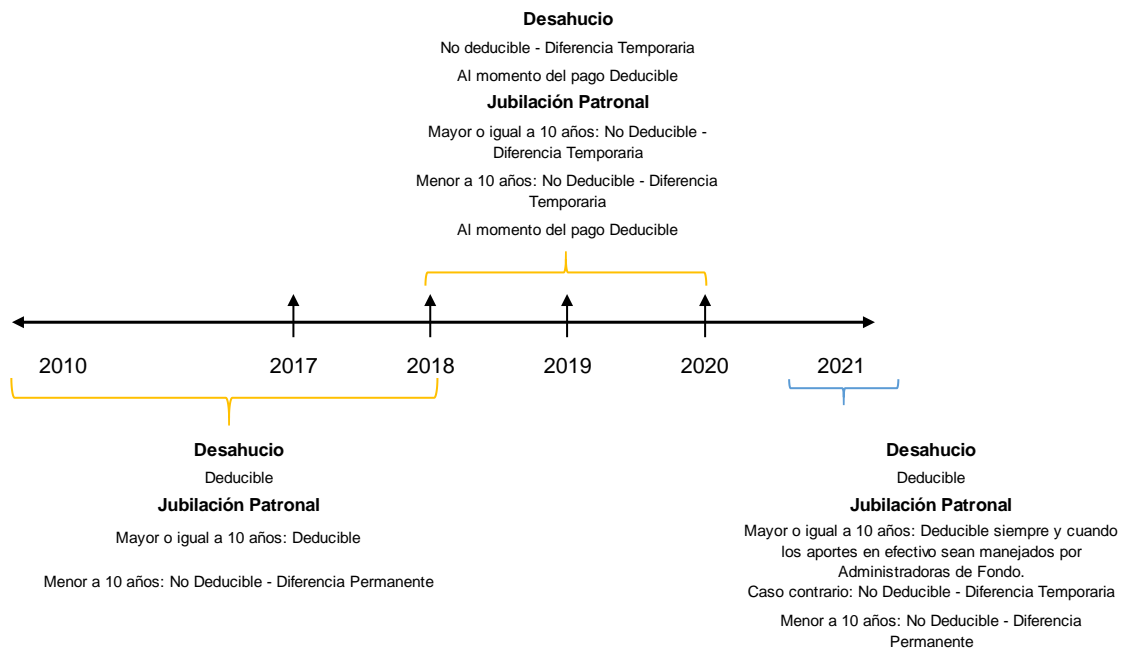 Desahucio
No deducible - Diferencia Temporaria
Al momento del pago Deducible
Jubilación Patronal
Mayor o igual a 10 años: No Deducible -
Diferencia Temporaria
Menor a 10 años: No Deducible - Diferencia
Temporaria
Al momento del pago Deducible
2010
2017
2018
2019
2020
2021
Desahucio
Deducible
Jubilación Patronal
Mayor o igual a 10 años: Deducible
Menor a 10 años: No Deducible - Diferencia Permanente
Desahucio
Deducible
Jubilación Patronal
Mayor o igual a 10 años: Deducible siempre y cuando
los aportes en efectivo sean manejados por
Administradoras de Fondo.
Caso contrario: No Deducible - Diferencia Temporaria
Menor a 10 años: No Deducible - Diferencia
Permanente